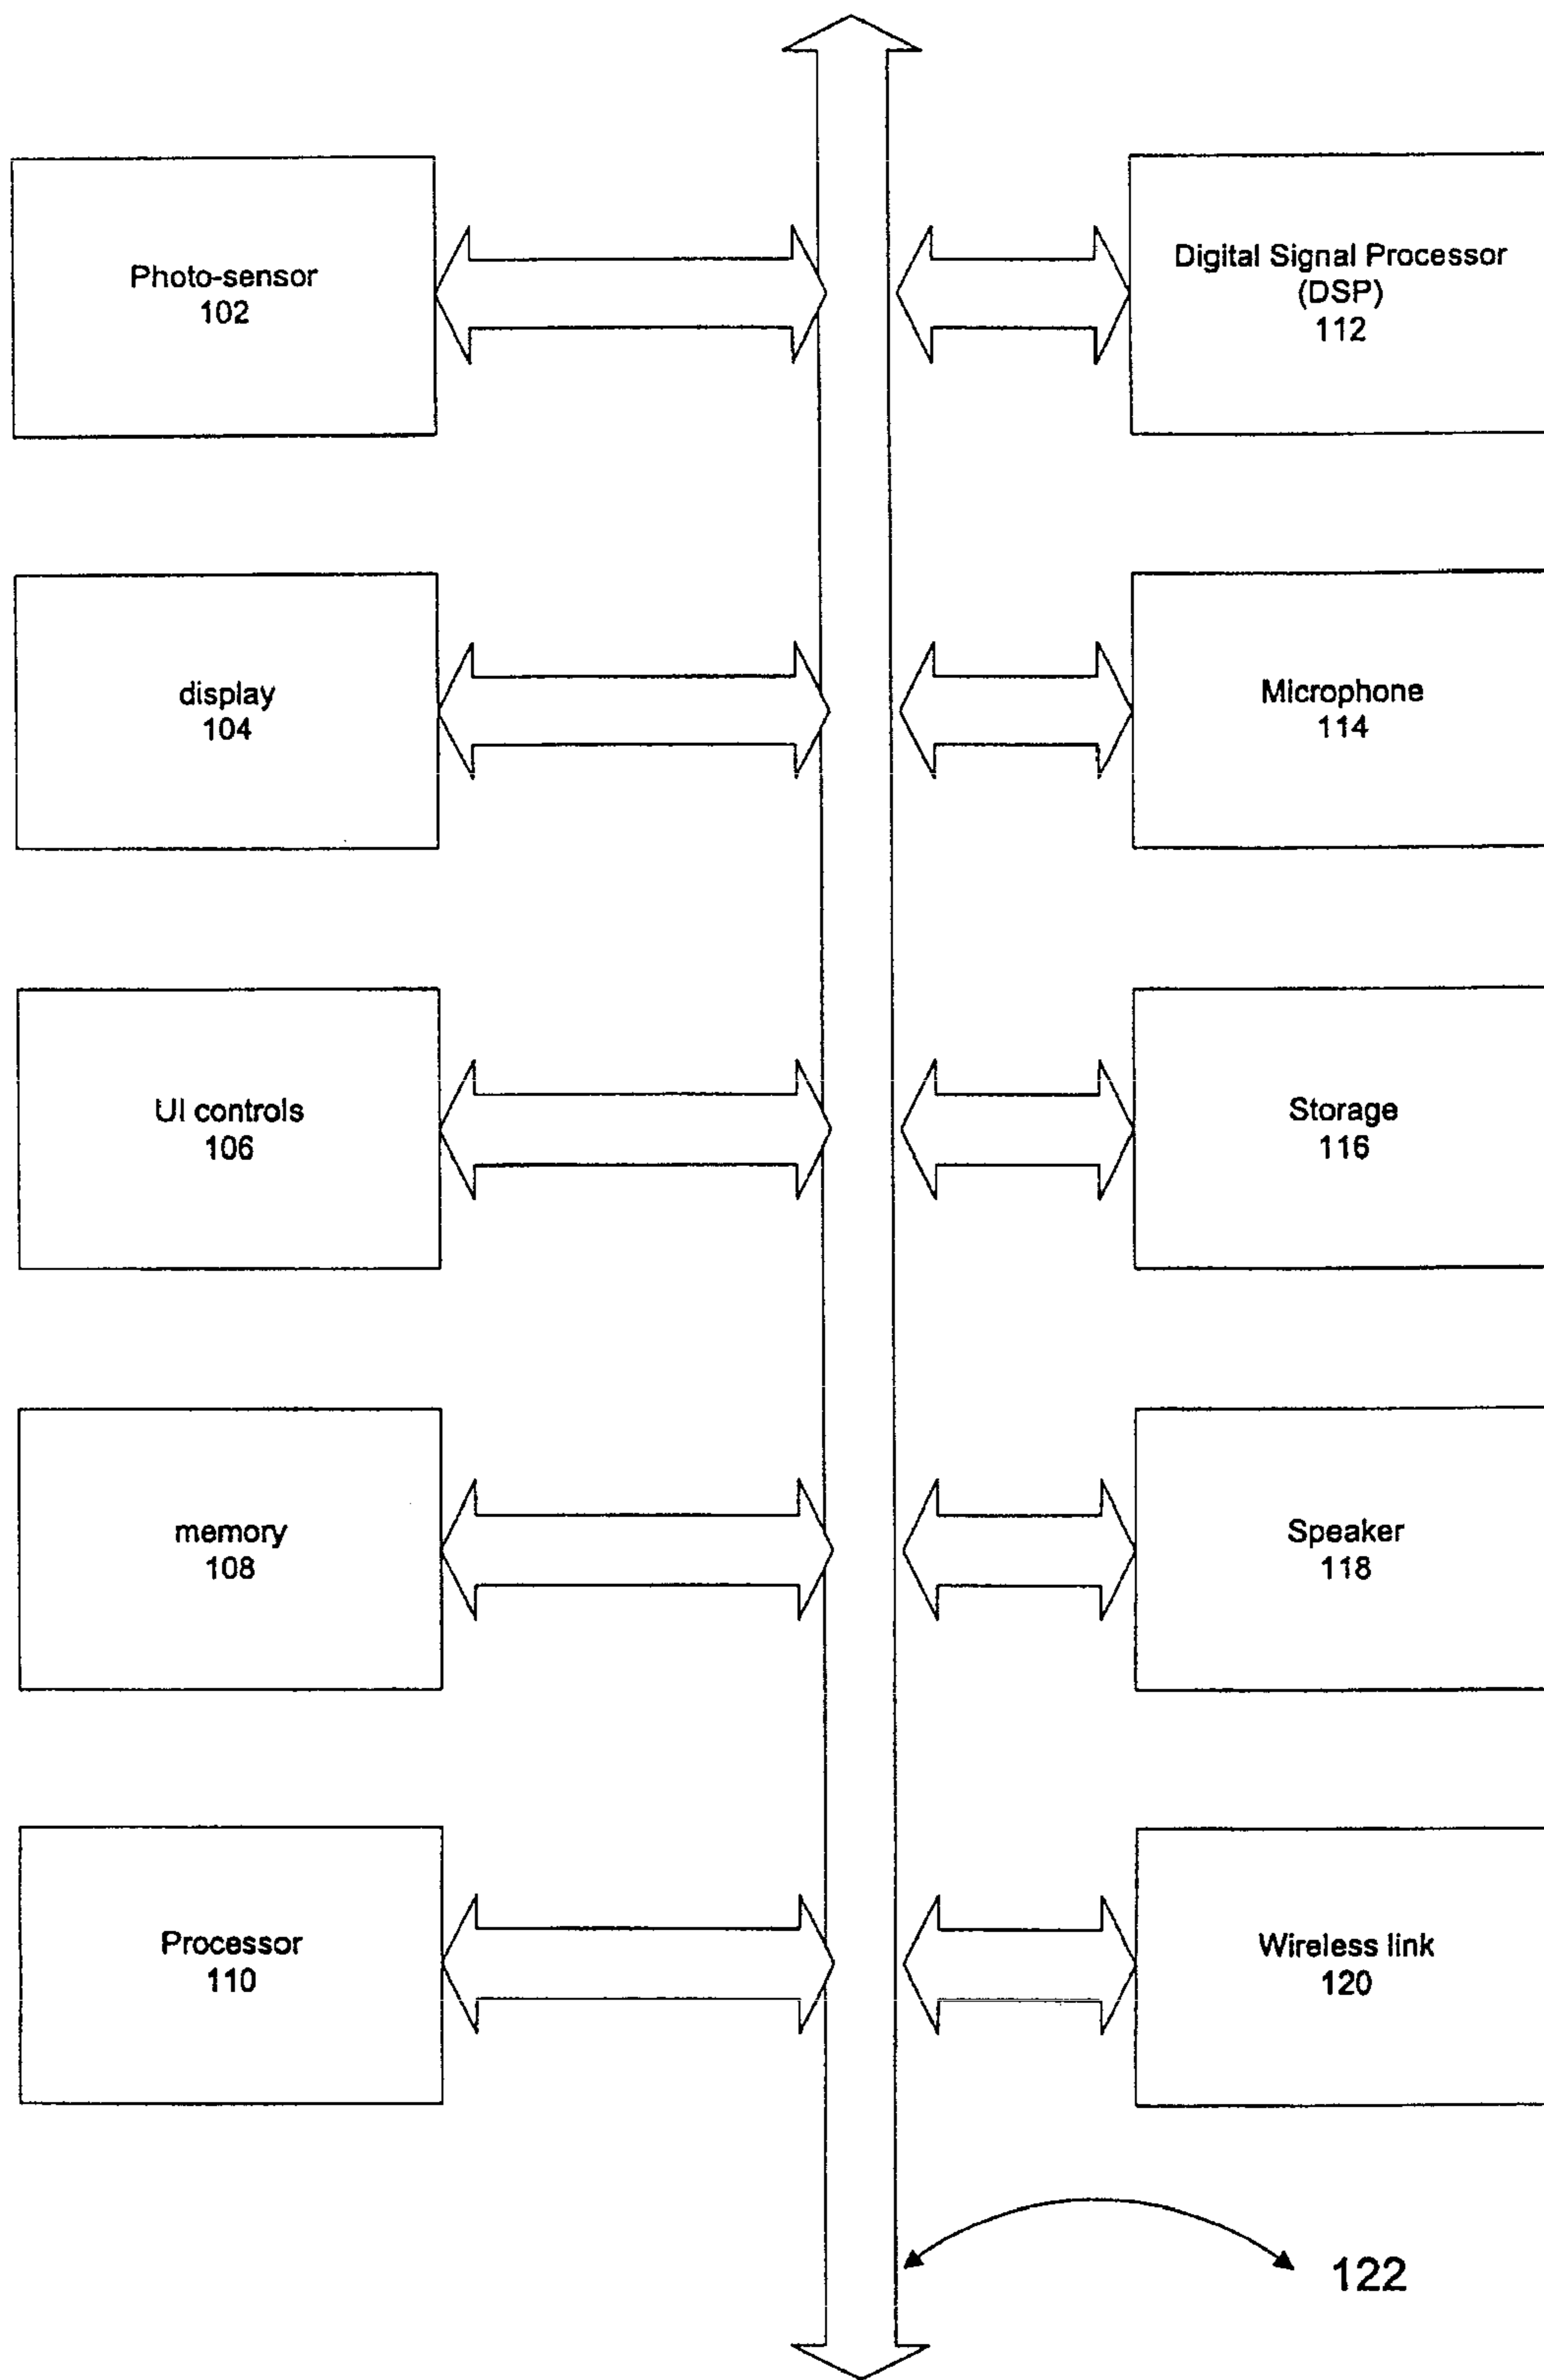 Photo-sensor
102
Digital Signal Processor
(DSP)
112
display
104
Microphone
114
UI controls
106
Storage
116
memory
108
Speaker
118
Processor
110
Wireless link
120
122